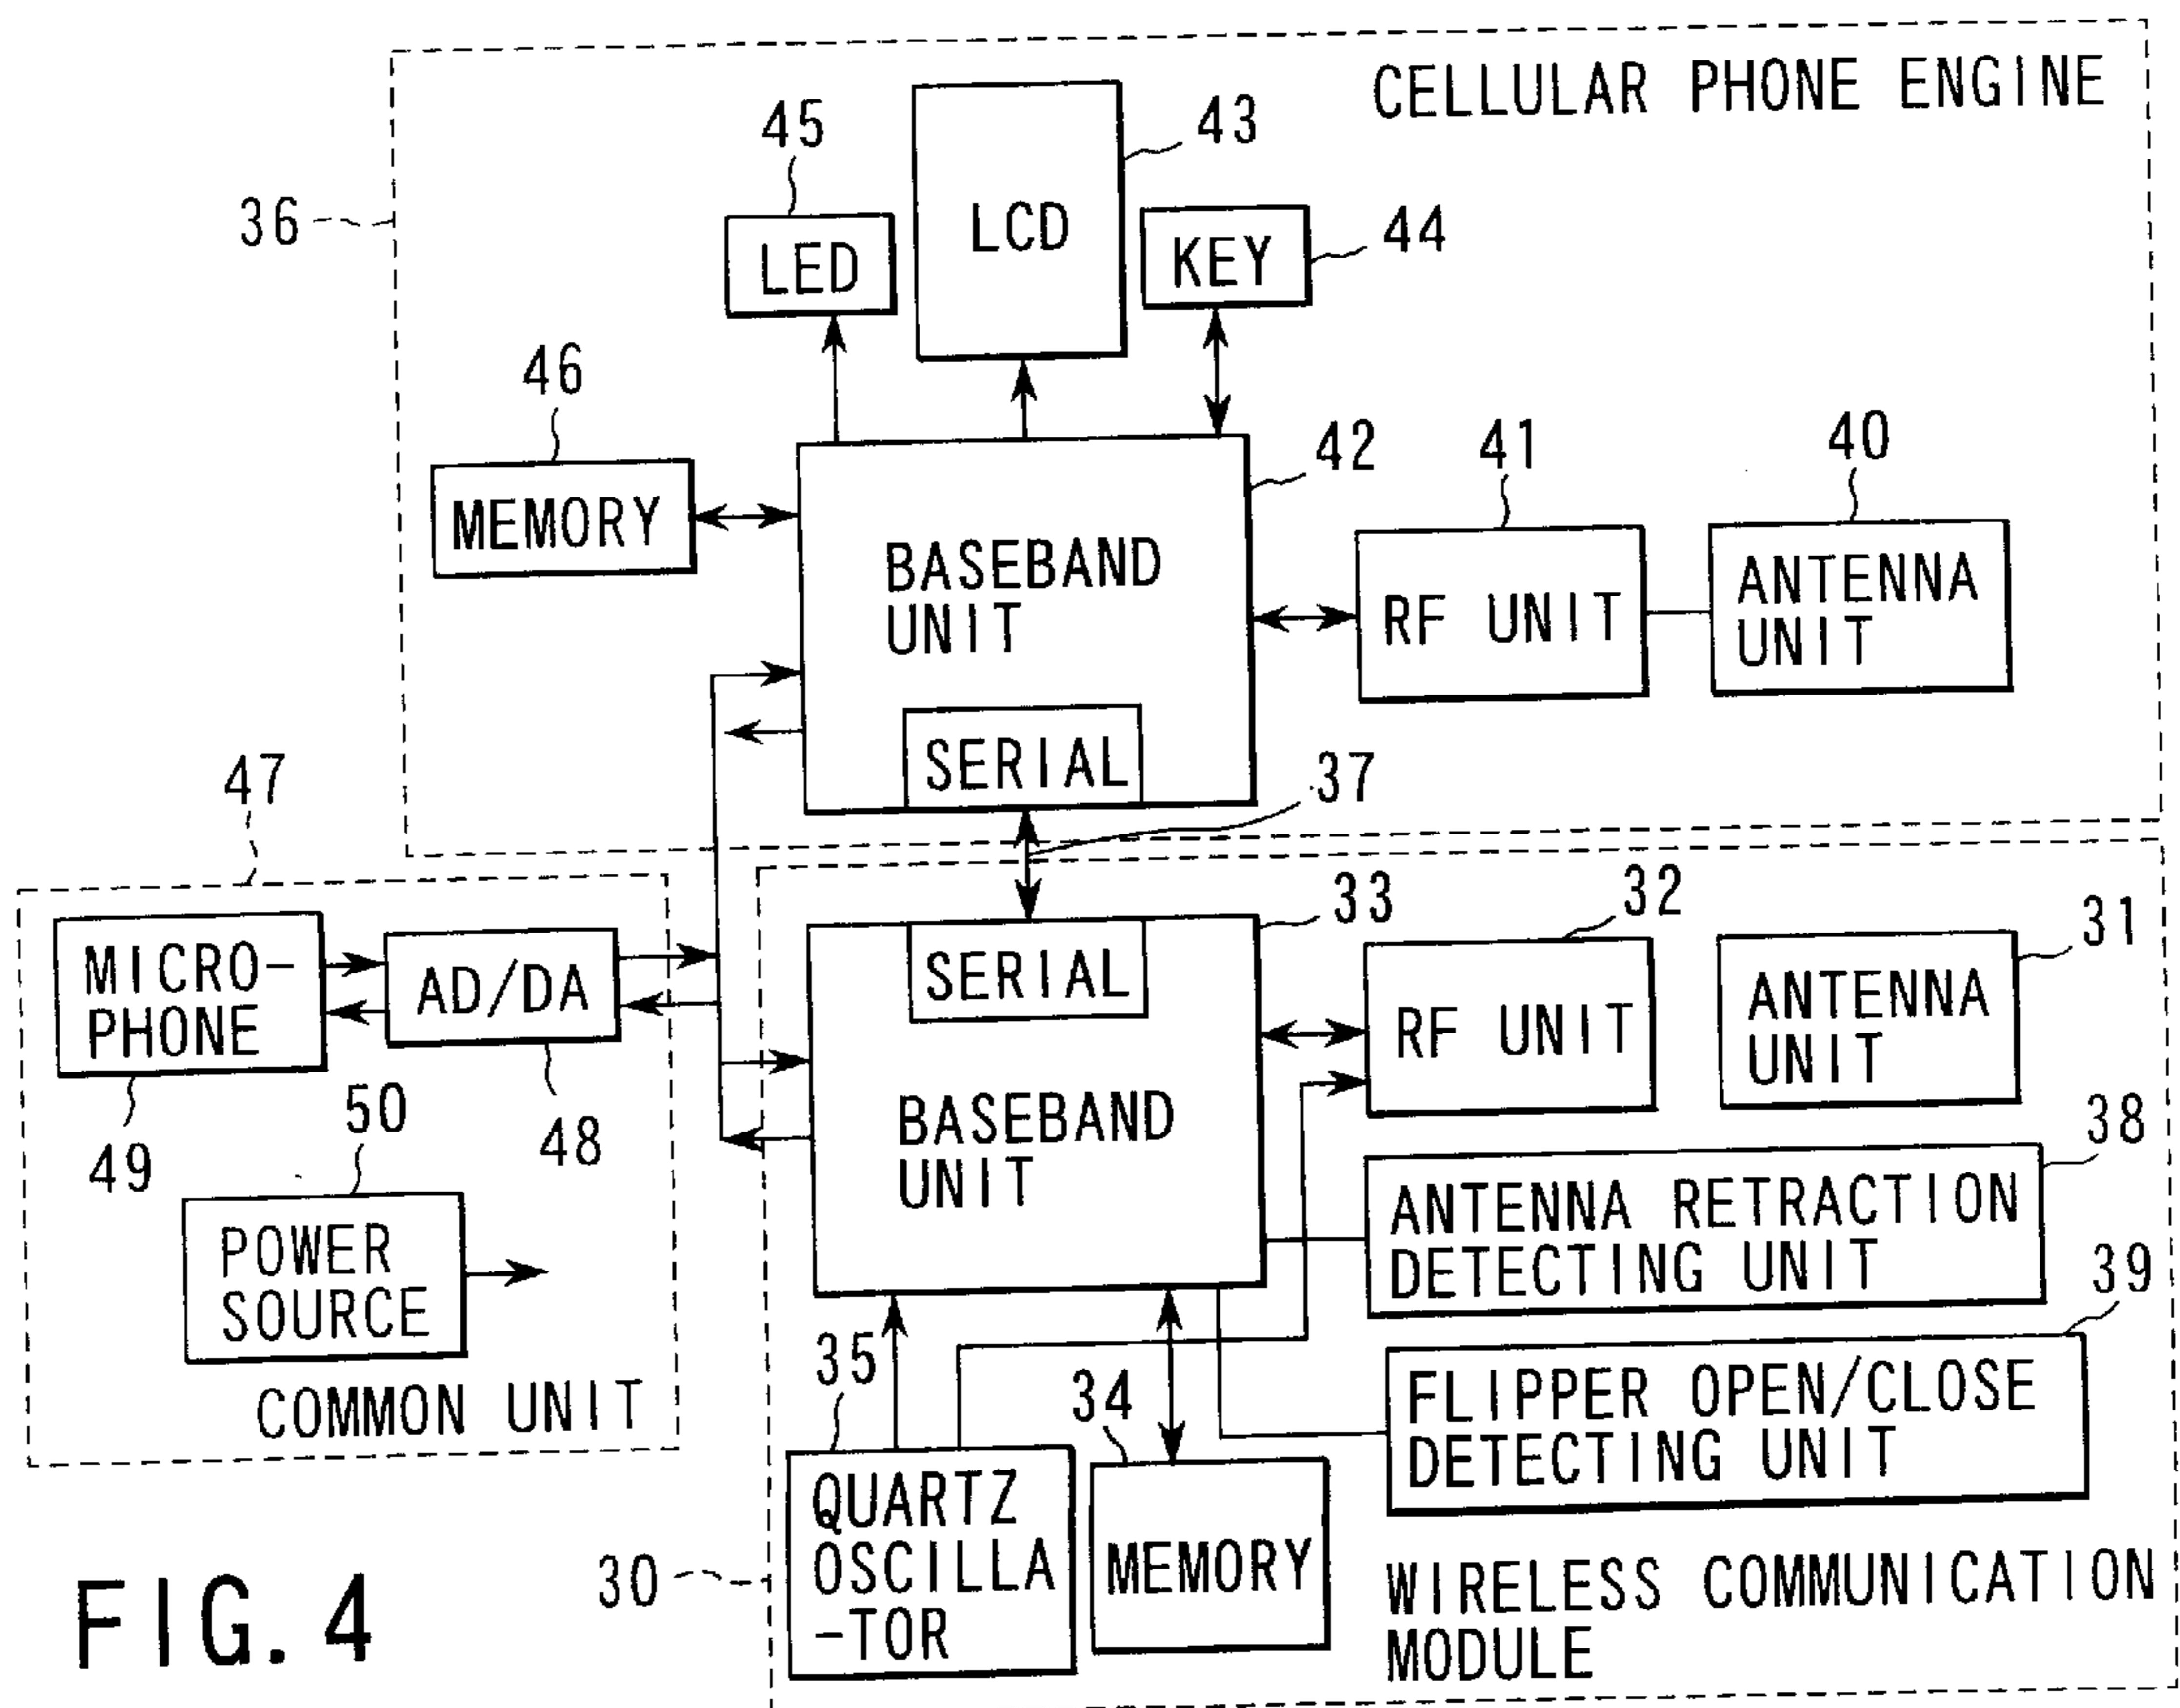 CELLULAR PHONE ENGINE
36
45
LED
43
LCD
44
KEY
46
MEMORY
42
BASEBAND
UNIT
SERIAL
41
RF UNIT
40
ANTENNA
UNIT
37
47
MICRO-
PHONE
49
AD/DA
48
50
POWER
SOURCE
COMMON UNIT
33
SERIAL
BASEBAND
UNIT
32
RF UNIT
31
ANTENNA
UNIT
38
ANTENNA RETRACTION
DETECTING UNIT
39
FLIPPER OPEN/CLOSE
DETECTING UNIT
35
QUARTZ
OSCILLA
-TOR
34
MEMORY
30
WIRELESS COMMUNICATION
MODULE
FIG. 4